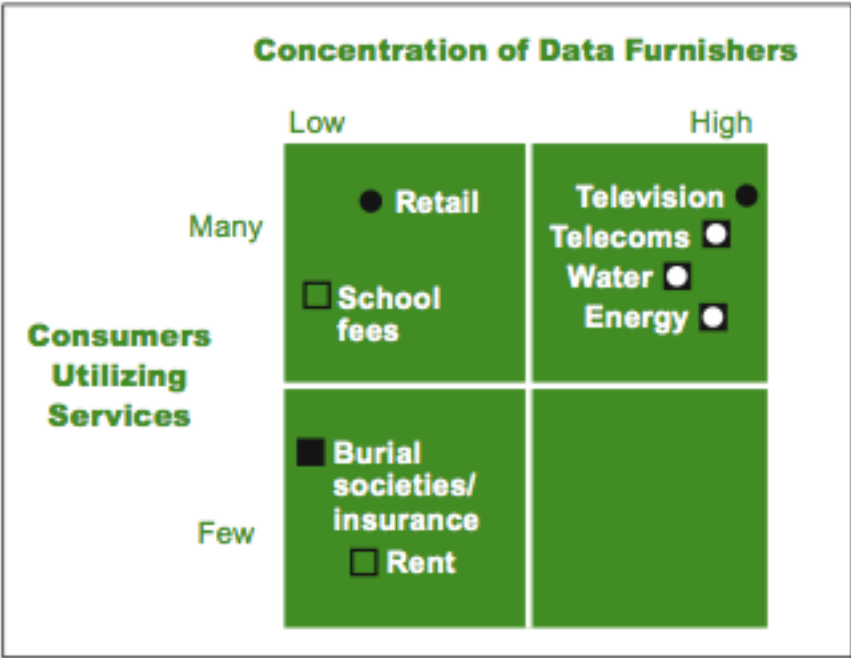 Concentration of Data Furnishers
Low
High
Many
Retail
School
fees
Television
Telecoms
Water
Energy
Consumers
Utilizing
Services
Few
Burial
societies/
insurance
Rent